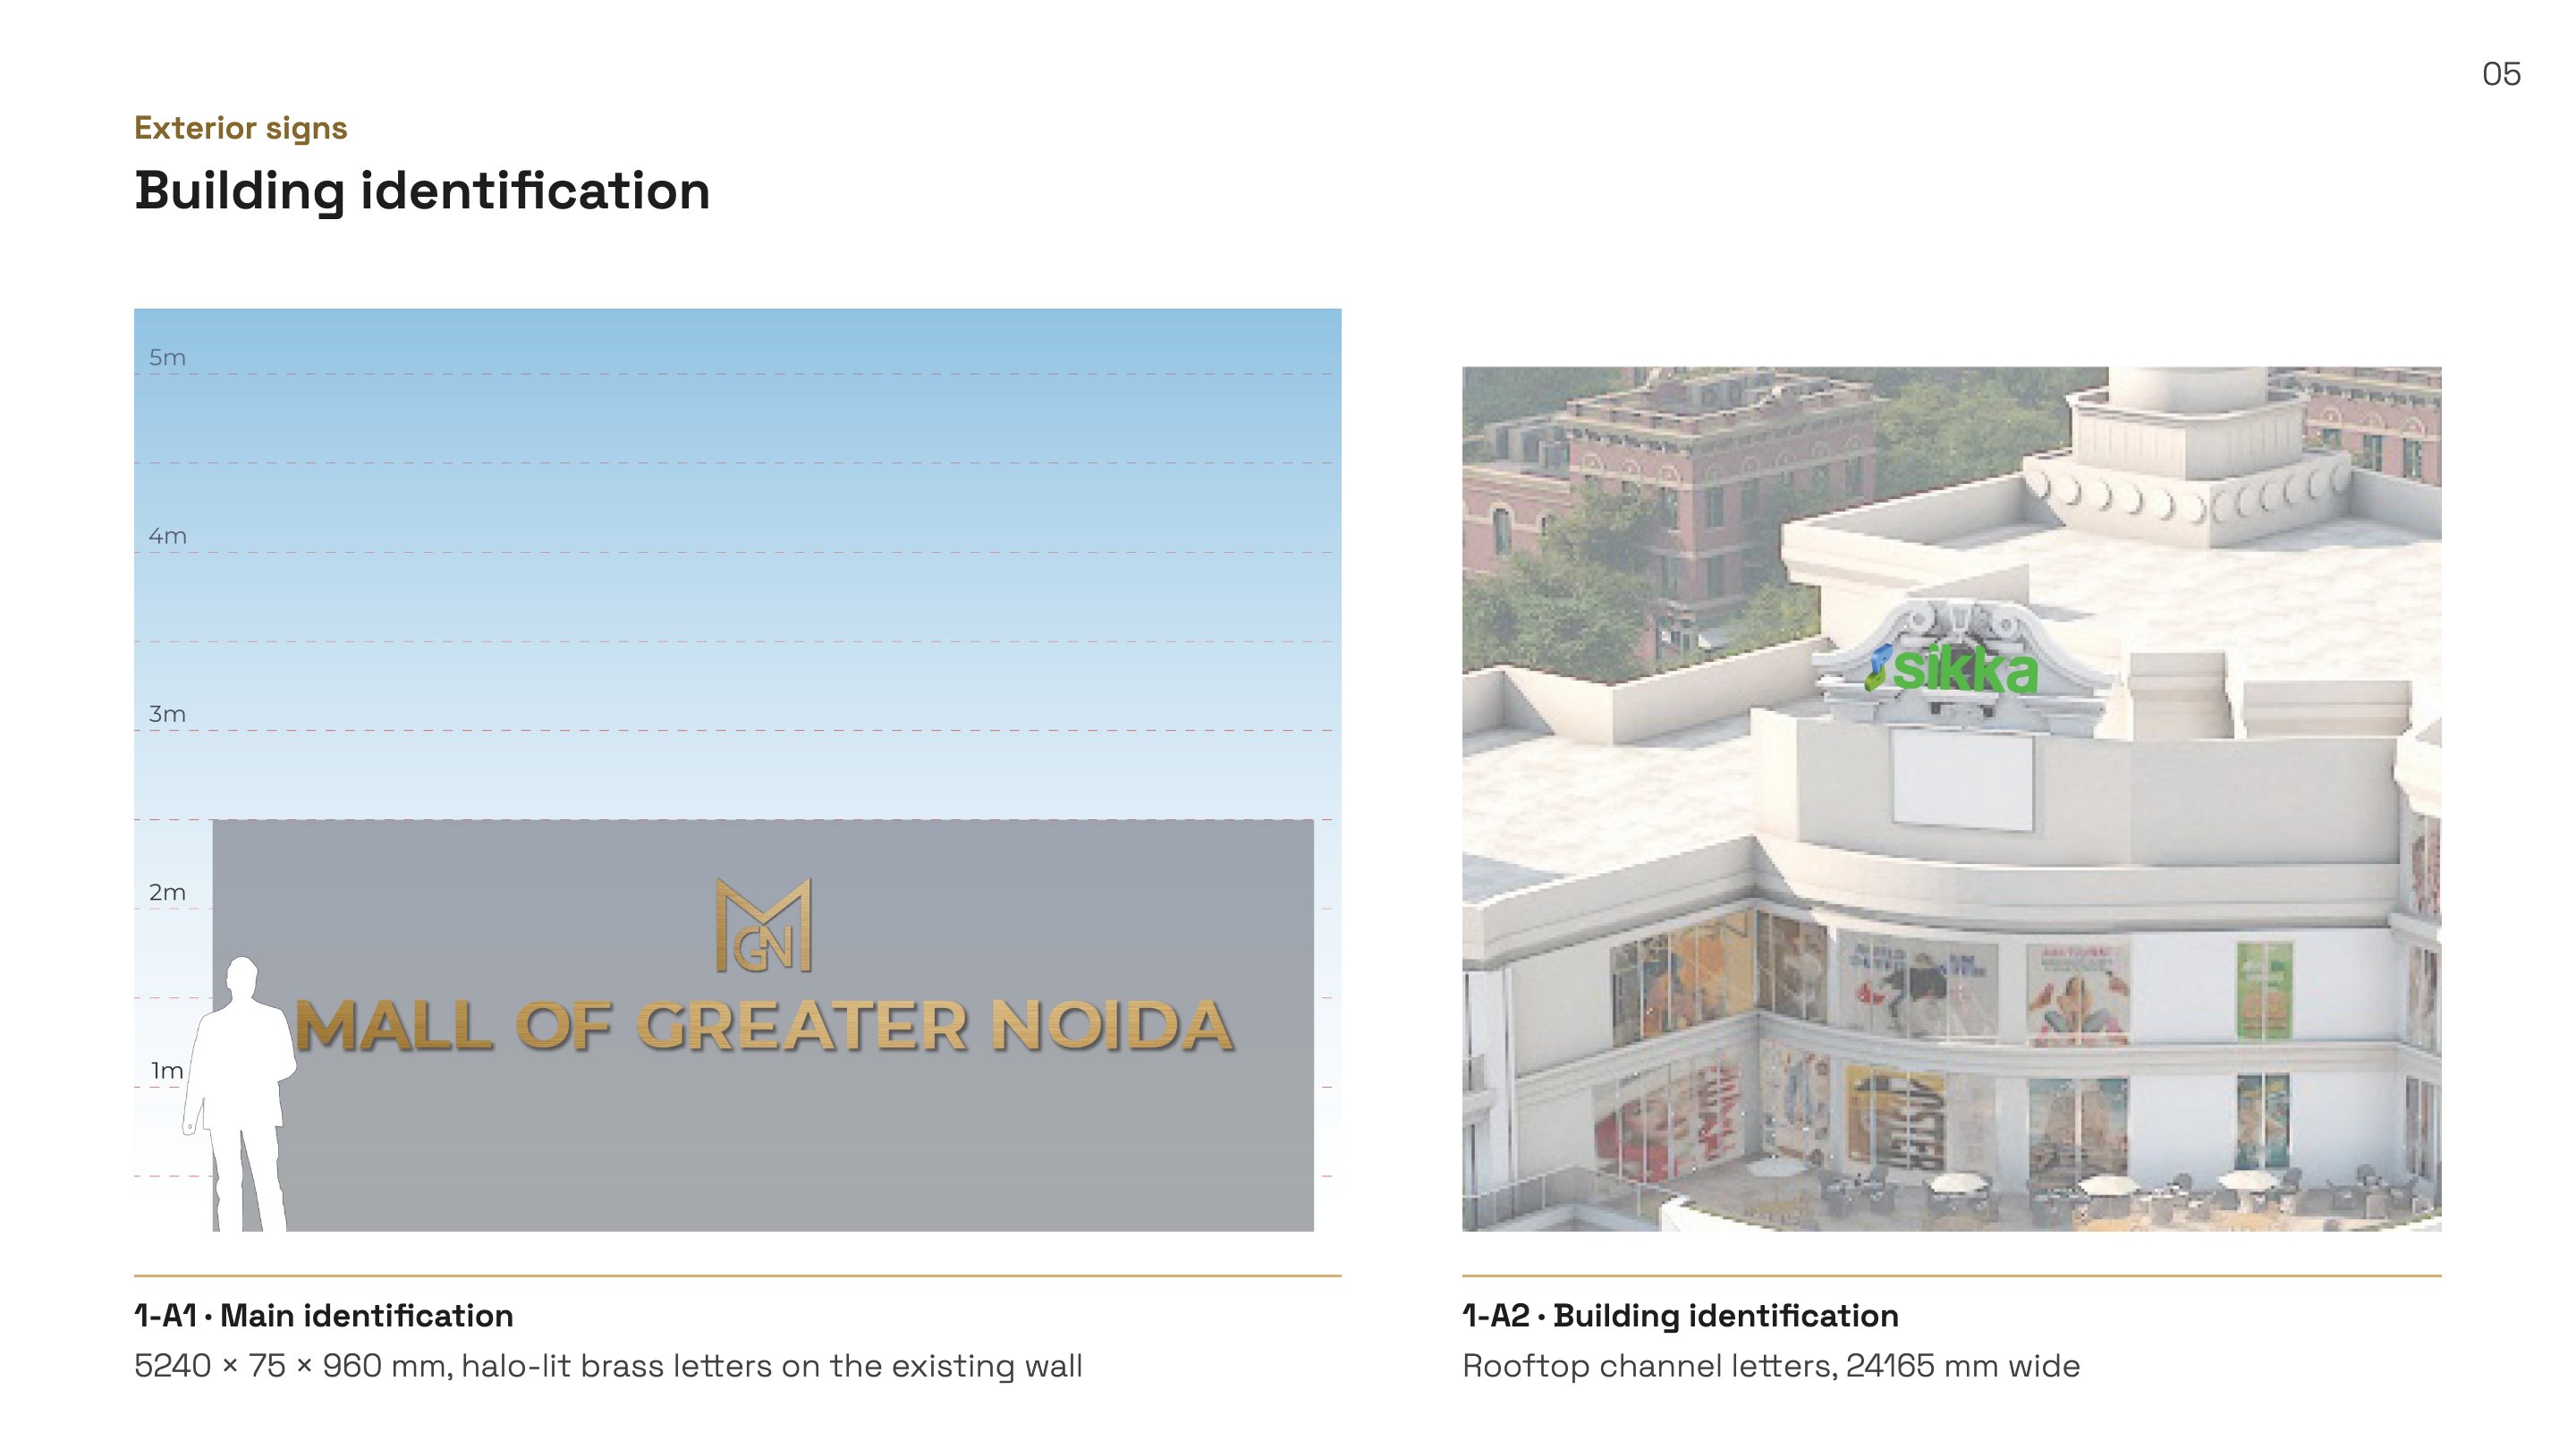 05
Exterior signs
Building identification
5m
4m
3m
2m
1m
MGN
MALL OF GREATER NOIDA
sikka
1-A1 · Main identification
5240 × 75 × 960 mm, halo-lit brass letters on the existing wall
1-A2 · Building identification
Rooftop channel letters, 24165 mm wide